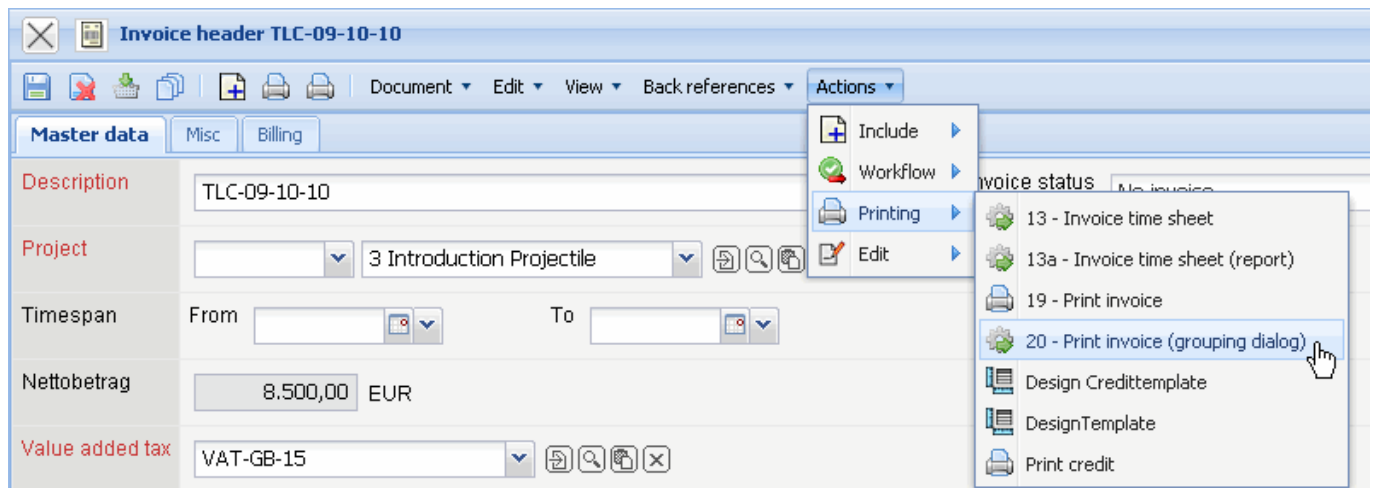 Invoice header TLC-09-10-10
Document Edit View Back references Actions
Master data Misc Billing
Include
Workflow
Printing
Edit
Description TLC-09-10-10
nvoice status No invoice
Project 3 Introduction Projectile
Timespan From To
Nettobetrag 8.500,00 EUR
Value added tax VAT-GB-15
13 - Invoice time sheet
13a - Invoice time sheet (report)
19 - Print invoice
20 - Print invoice (grouping dialog)
Design Credittemplate
DesignTemplate
Print credit